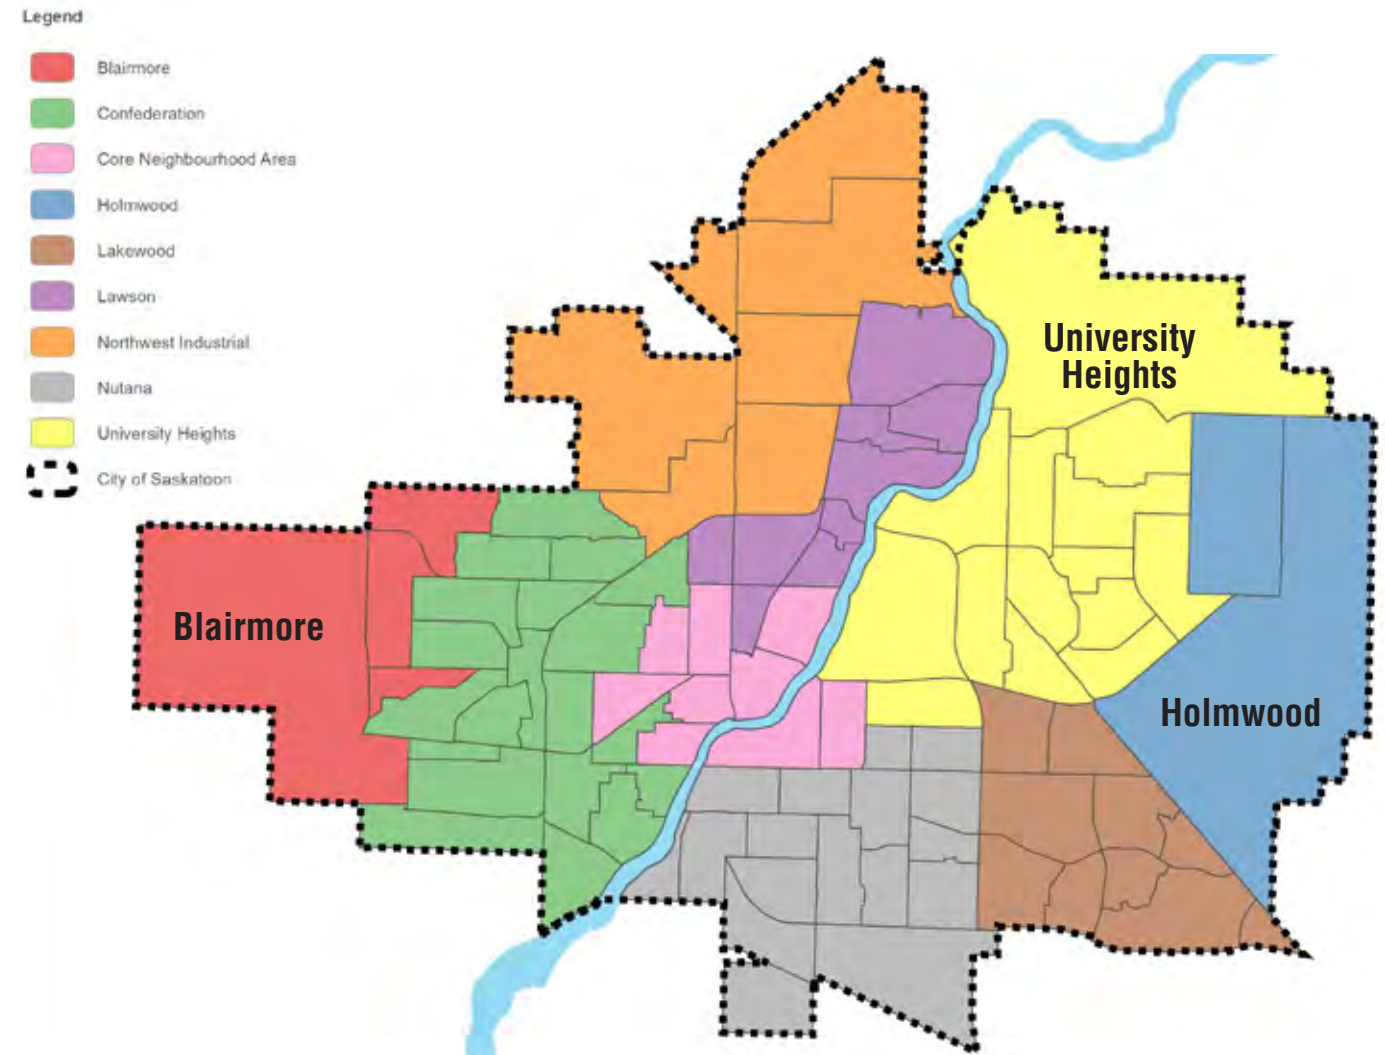 Legend
Blairmore
Confederation
Core Neighbourhood Area
Holmwood
Lakewood
Lawson
Northwest Industrial
Nutana
University Heights
City of Saskatoon
University
Heights
Blairmore
Holmwood